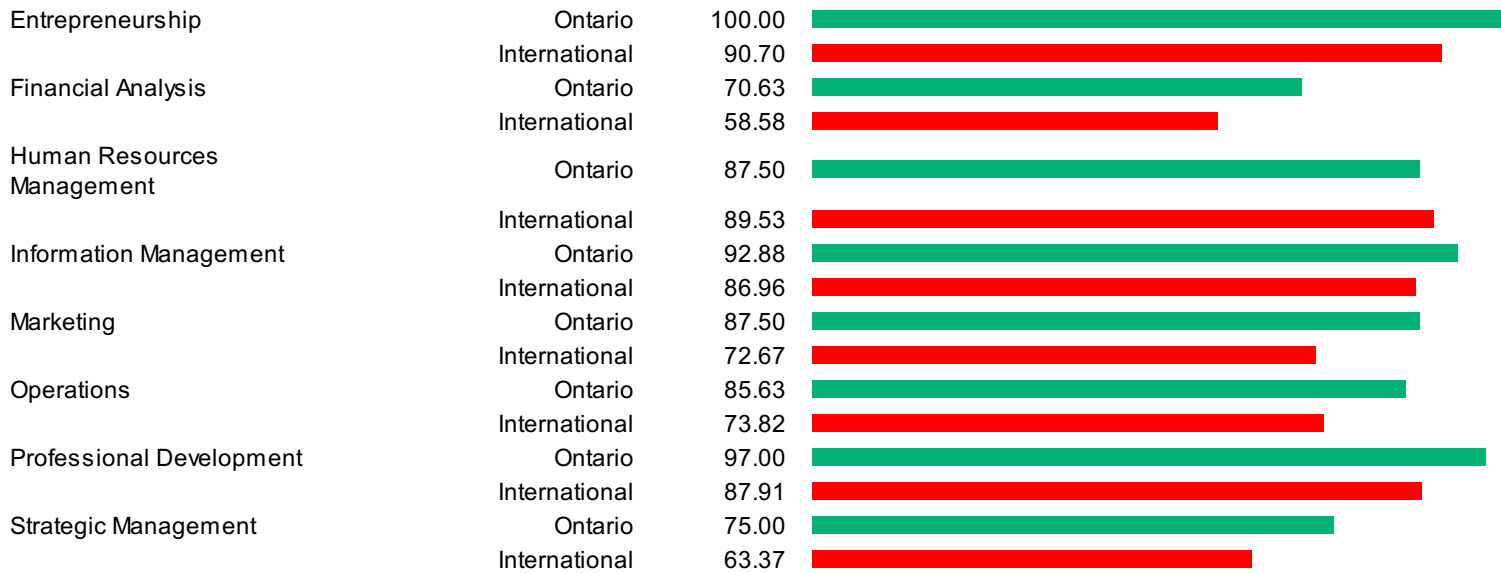 Entrepreneurship Ontario 100.00
International 90.70
Financial Analysis Ontario 70.63
International 58.58
Human Resources
Management Ontario 87.50
International 89.53
Information Management Ontario 92.88
International 86.96
Marketing Ontario 87.50
International 72.67
Operations Ontario 85.63
International 73.82
Professional Development Ontario 97.00
International 87.91
Strategic Management Ontario 75.00
International 63.37